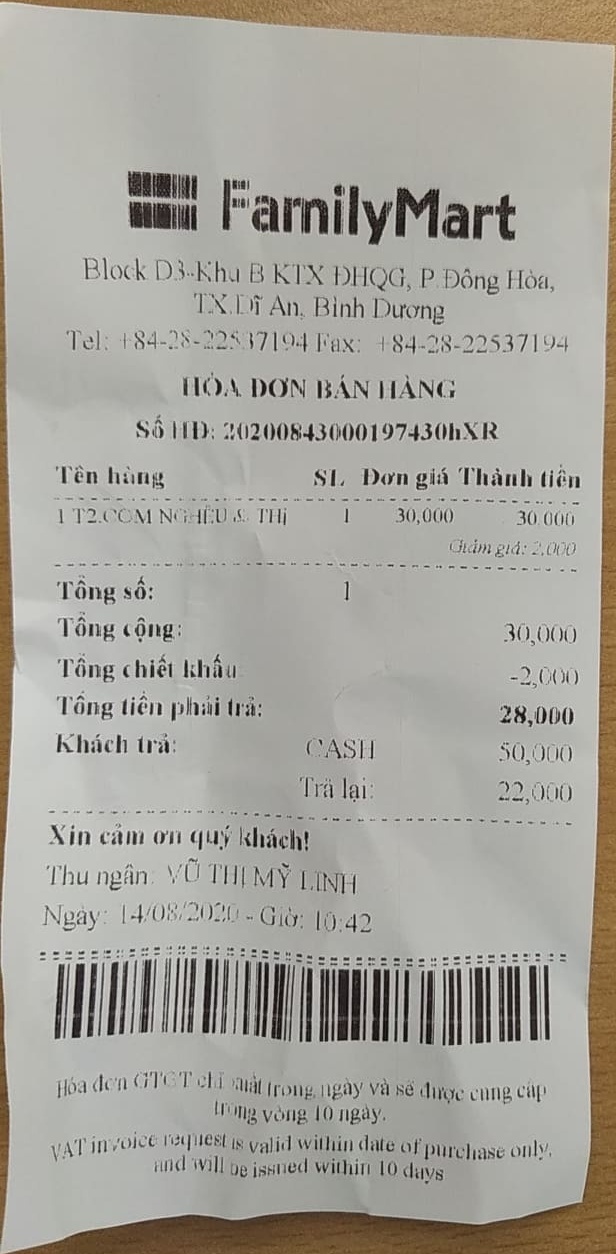 FamilyMart
Block D3-Khu B KTX ĐHQG, P.Đông Hòa,
TX.Dĩ An, Bình Dương
Tel: +84-28-22537194 Fax: +84-28-22537194
HÓA ĐƠN BÁN HÀNG
Số HĐ: 20200843000197430hXR
Tên hàng SL Đơn giá Thành tiền
1 T2.COM NGHÊU & THị 1 30,000 30,000
Giảm giá: 2,000
Tổng số: 1
Tổng cộng: 30,000
Tổng chiết khấu -2,000
Tổng tiền phải trả: 28,000
Khách trả: CASH 50,000
Trả lại: 22,000
Xin cảm ơn quý khách!
Thu ngân: VŨ THỊ MỸ LINH
Ngày: 14/08/2020 - Giờ: 10:42
Hóa đơn GTGT chỉ xuất trong ngày và sẽ được cung cấp
trong vòng 10 ngày.
VAT invoice request is valid within date of purchase only,
and will be issued within 10 days